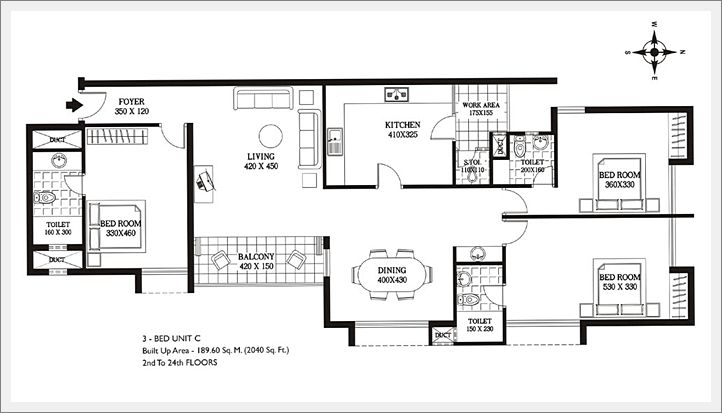 W
S
N
E
FOYER
350 X 120
LIVING
420 X 450
KITCHEN
410X325
WORK AREA
175X155
S.TOI.
110X110
DUCT
TOILET
200X160
BED ROOM
360X330
DUCT
TOILET
160 X 300
DUCT
BED ROOM
330X460
BALCONY
420 X 150
DINING
400X430
BED ROOM
530 X 330
TOILET
150 X 230
DUCT
3 - BED UNIT C
Built Up Area - 189.60 Sq. M. (2040 Sq. Ft.)
2nd To 24th FLOORS